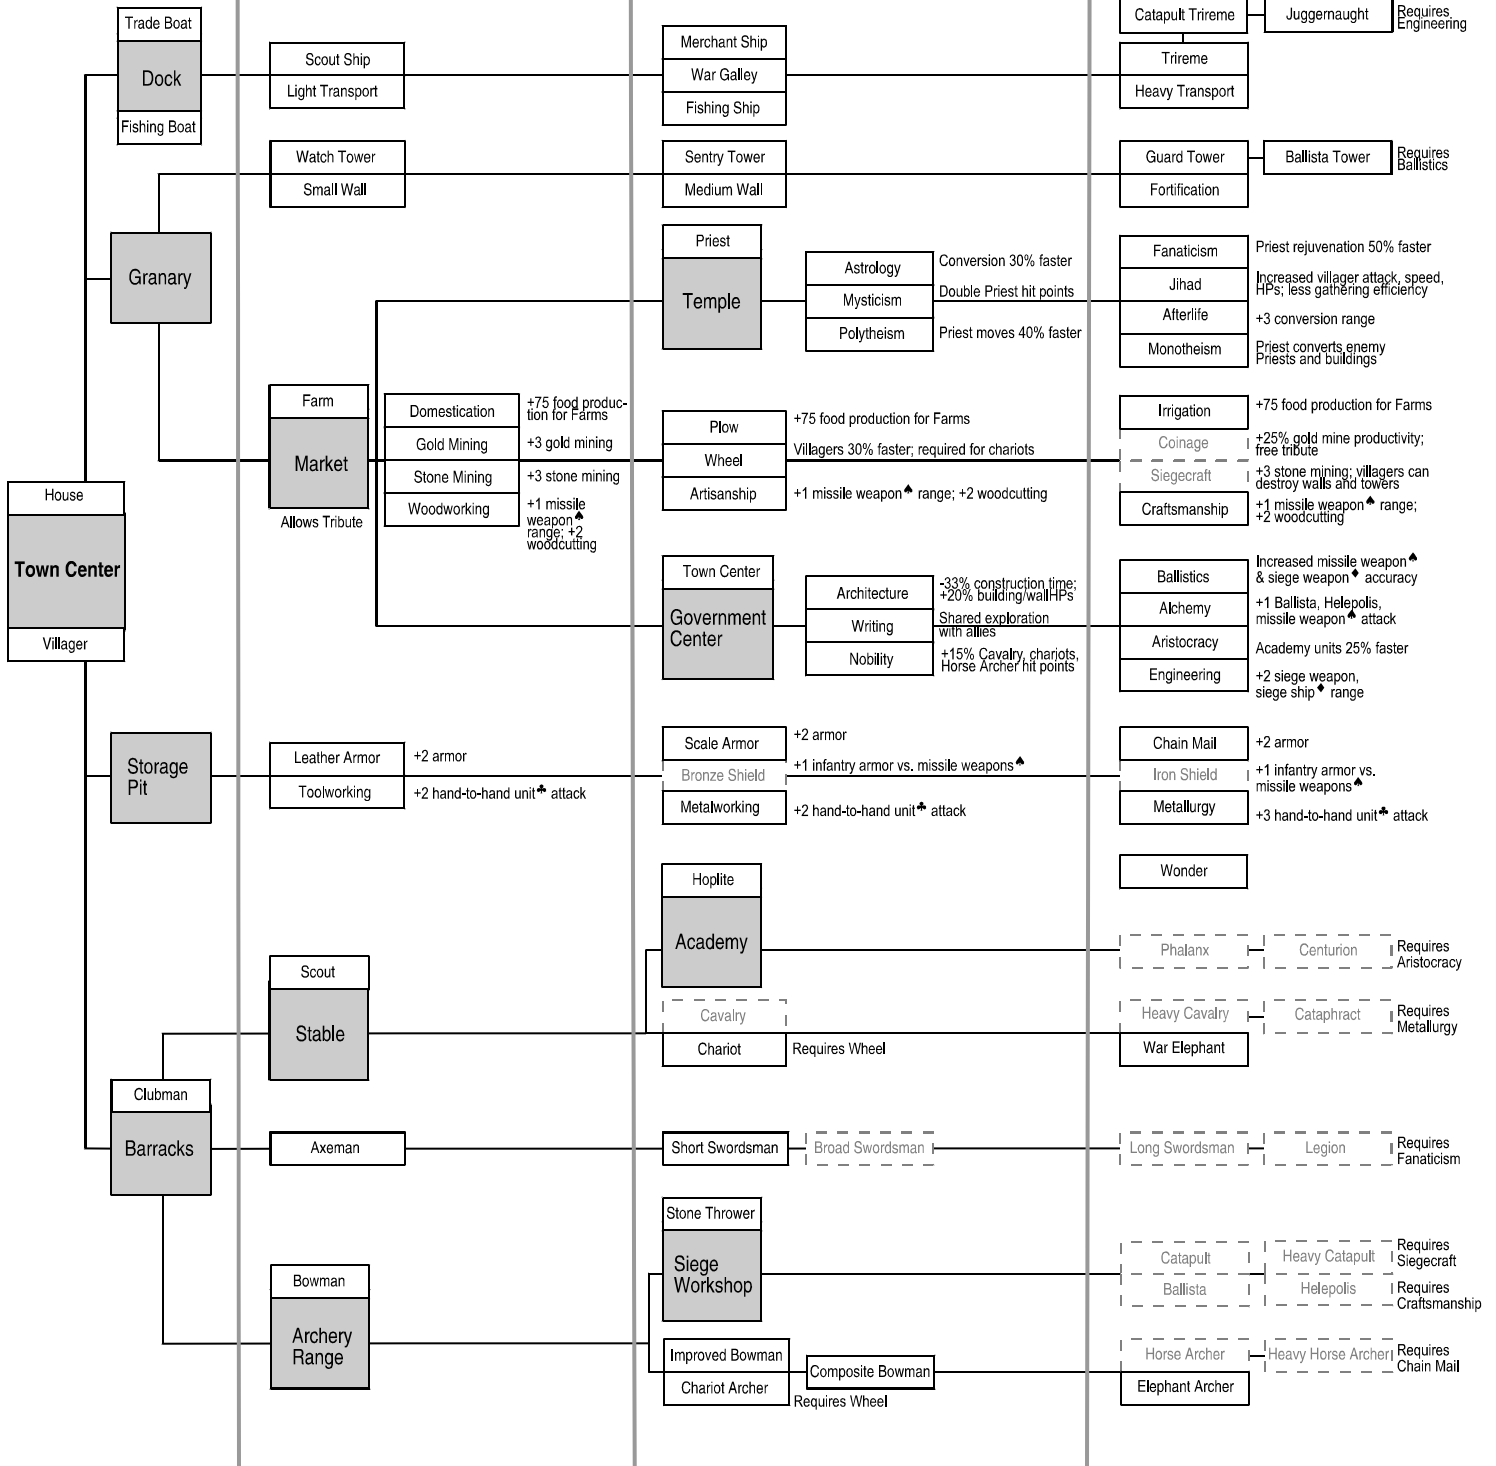 Trade Boat
Dock
Fishing Boat
Scout Ship
Light Transport
Merchant Ship
War Galley
Fishing Ship
Catapult Trireme
Juggernaught
Requires
Engineering
Trireme
Heavy Transport
Watch Tower
Small Wall
Sentry Tower
Medium Wall
Guard Tower
Fortification
Ballista Tower
Requires
Ballistics
Granary
Priest
Temple
Astrology
Conversion 30% faster
Mysticism
Double Priest hit points
Polytheism
Priest moves 40% faster
Fanaticism
Priest rejuvenation 50% faster
Jihad
Increased villager attack, speed,
HPs; less gathering efficiency
Afterlife
+3 conversion range
Monotheism
Priest converts enemy
Priests and buildings
Farm
Market
Allows Tribute
Domestication
+75 food produc-
tion for Farms
Gold Mining
+3 gold mining
Stone Mining
+3 stone mining
Woodworking
+1 missile
weapon♠
range; +2
woodcutting
Plow
+75 food production for Farms
Wheel
Villagers 30% faster; required for chariots
Artisanship
+1 missile weapon♠ range; +2 woodcutting
Irrigation
+75 food production for Farms
Coinage
+25% gold mine productivity;
free tribute
Siegecraft
+3 stone mining; villagers can
destroy walls and towers
Craftsmanship
+1 missile weapon♠ range;
+2 woodcutting
House
Town Center
Villager
Town Center
Government
Center
Architecture
-33% construction time;
+20% building/wallHPs
Writing
Shared exploration
with allies
Nobility
+15% Cavalry, chariots,
Horse Archer hit points
Ballistics
Increased missile weapon♠
& siege weapon♦ accuracy
Alchemy
+1 Ballista, Helepolis,
missile weapon♠ attack
Aristocracy
Academy units 25% faster
Engineering
+2 siege weapon,
siege ship♦ range
Storage
Pit
Leather Armor
+2 armor
Toolworking
+2 hand-to-hand unit♣ attack
Scale Armor
+2 armor
Bronze Shield
+1 infantry armor vs. missile weapons♠
Metalworking
+2 hand-to-hand unit♣ attack
Chain Mail
+2 armor
Iron Shield
+1 infantry armor vs.
missile weapons♠
Metallurgy
+3 hand-to-hand unit♣ attack
Wonder
Hoplite
Academy
Phalanx
Centurion
Requires
Aristocracy
Scout
Stable
Cavalry
Chariot
Requires Wheel
Heavy Cavalry
Cataphract
Requires
Metallurgy
War Elephant
Clubman
Barracks
Axeman
Short Swordsman
Broad Swordsman
Long Swordsman
Legion
Requires
Fanaticism
Stone Thrower
Siege
Workshop
Catapult
Heavy Catapult
Requires
Siegecraft
Ballista
Helepolis
Requires
Craftsmanship
Bowman
Archery
Range
Improved Bowman
Chariot Archer
Composite Bowman
Requires Wheel
Horse Archer
Heavy Horse Archer
Requires
Chain Mail
Elephant Archer